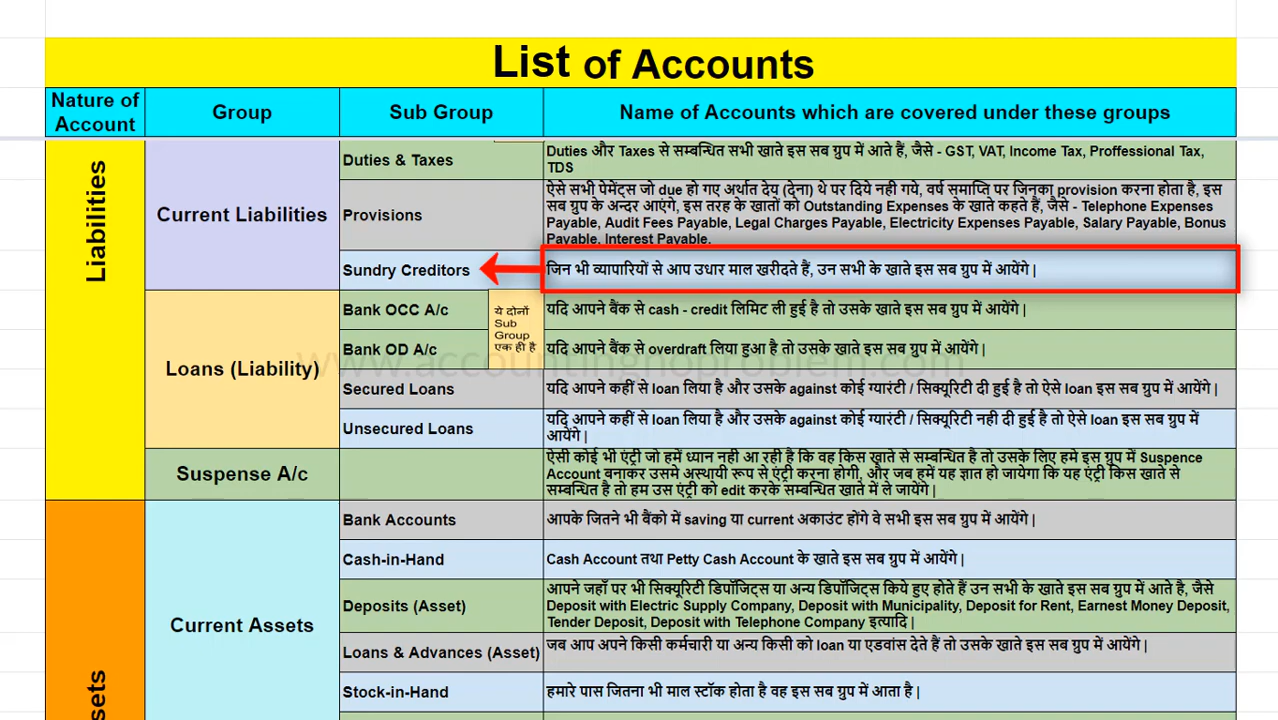 List of Accounts
Nature of
Account
Group
Sub Group
Name of Accounts which are covered under these groups
Liabilities
Current Liabilities
Duties & Taxes
Duties और Taxes से सम्बन्धित सभी खाते इस सब ग्रुप में आते हैं, जैसे - GST, VAT, Income Tax, Proffessional Tax,
TDS
Provisions
ऐसे सभी पेमेंट्स जो due हो गए अर्थात देय (देना) थे पर दिये नही गये, वर्ष समाप्ति पर जिनका provision करना होता है, इस
सब ग्रुप के अन्दर आएंगे, इस तरह के खातों को Outstanding Expenses के खाते कहते हैं, जैसे - Telephone Expenses
Payable, Audit Fees Payable, Legal Charges Payable, Electricity Expenses Payable, Salary Payable, Bonus
Payable, Interest Payable.
Sundry Creditors
जिन भी व्यापारियों से आप उधार माल खरीदते हैं, उन सभी के खाते इस सब ग्रुप में आयेंगे |
Loans (Liability)
Bank OCC A/c
ये दोनों
Sub
Group
एक ही है
यदि आपने बैंक से cash - credit लिमिट ली हुई है तो उसके खाते इस सब ग्रुप में आयेंगे |
Bank OD A/c
यदि आपने बैंक से overdraft लिया हुआ है तो उसके खाते इस सब ग्रुप में आयेंगे |
www.accountingnoproblem.com
Secured Loans
यदि आपने कहीं से loan लिया है और उसके against कोई ग्यारंटी / सिक्यूरिटी दी हुई है तो ऐसे loan इस सब ग्रुप में आयेंगे |
Unsecured Loans
यदि आपने कहीं से loan लिया है और उसके against कोई ग्यारंटी / सिक्यूरिटी नही दी हुई है तो ऐसे loan इस सब ग्रुप में
आयेंगे |
Suspense A/c
ऐसी कोई भी एंट्री जो हमें ध्यान नही आ रही है कि वह किस खाते से सम्बन्धित है तो उसके लिए हमे इस ग्रुप में Suspence
Account बनाकर उसमे अस्थायी रूप से एंट्री करना होगी, और जब हमें यह ज्ञात हो जायेगा कि यह एंट्री किस खाते से
सम्बन्धित है तो हम उस एंट्री को edit करके सम्बन्धित खाते में ले जायेंगे |
sets
Current Assets
Bank Accounts
आपके जितने भी बैंको में saving या current अकाउंट होंगे वे सभी इस सब ग्रुप में आयेंगे |
Cash-in-Hand
Cash Account तथा Petty Cash Account के खाते इस सब ग्रुप में आयेंगे |
Deposits (Asset)
आपने जहाँ पर भी सिक्यूरिटी डिपॉजिट्स या अन्य डिपॉजिट्स किये हुए होते हैं उन सभी के खाते इस सब ग्रुप में आते है, जैसे
Deposit with Electric Supply Company, Deposit with Municipality, Deposit for Rent, Earnest Money Deposit,
Tender Deposit, Deposit with Telephone Company इत्यादि |
Loans & Advances (Asset)
जब आप अपने किसी कर्मचारी या अन्य किसी को loan या एडवांस देते हैं तो उसके खाते इस सब ग्रुप में आयेंगे |
Stock-in-Hand
हमारे पास जितना भी माल स्टॉक होता है वह इस सब ग्रुप में आता है |